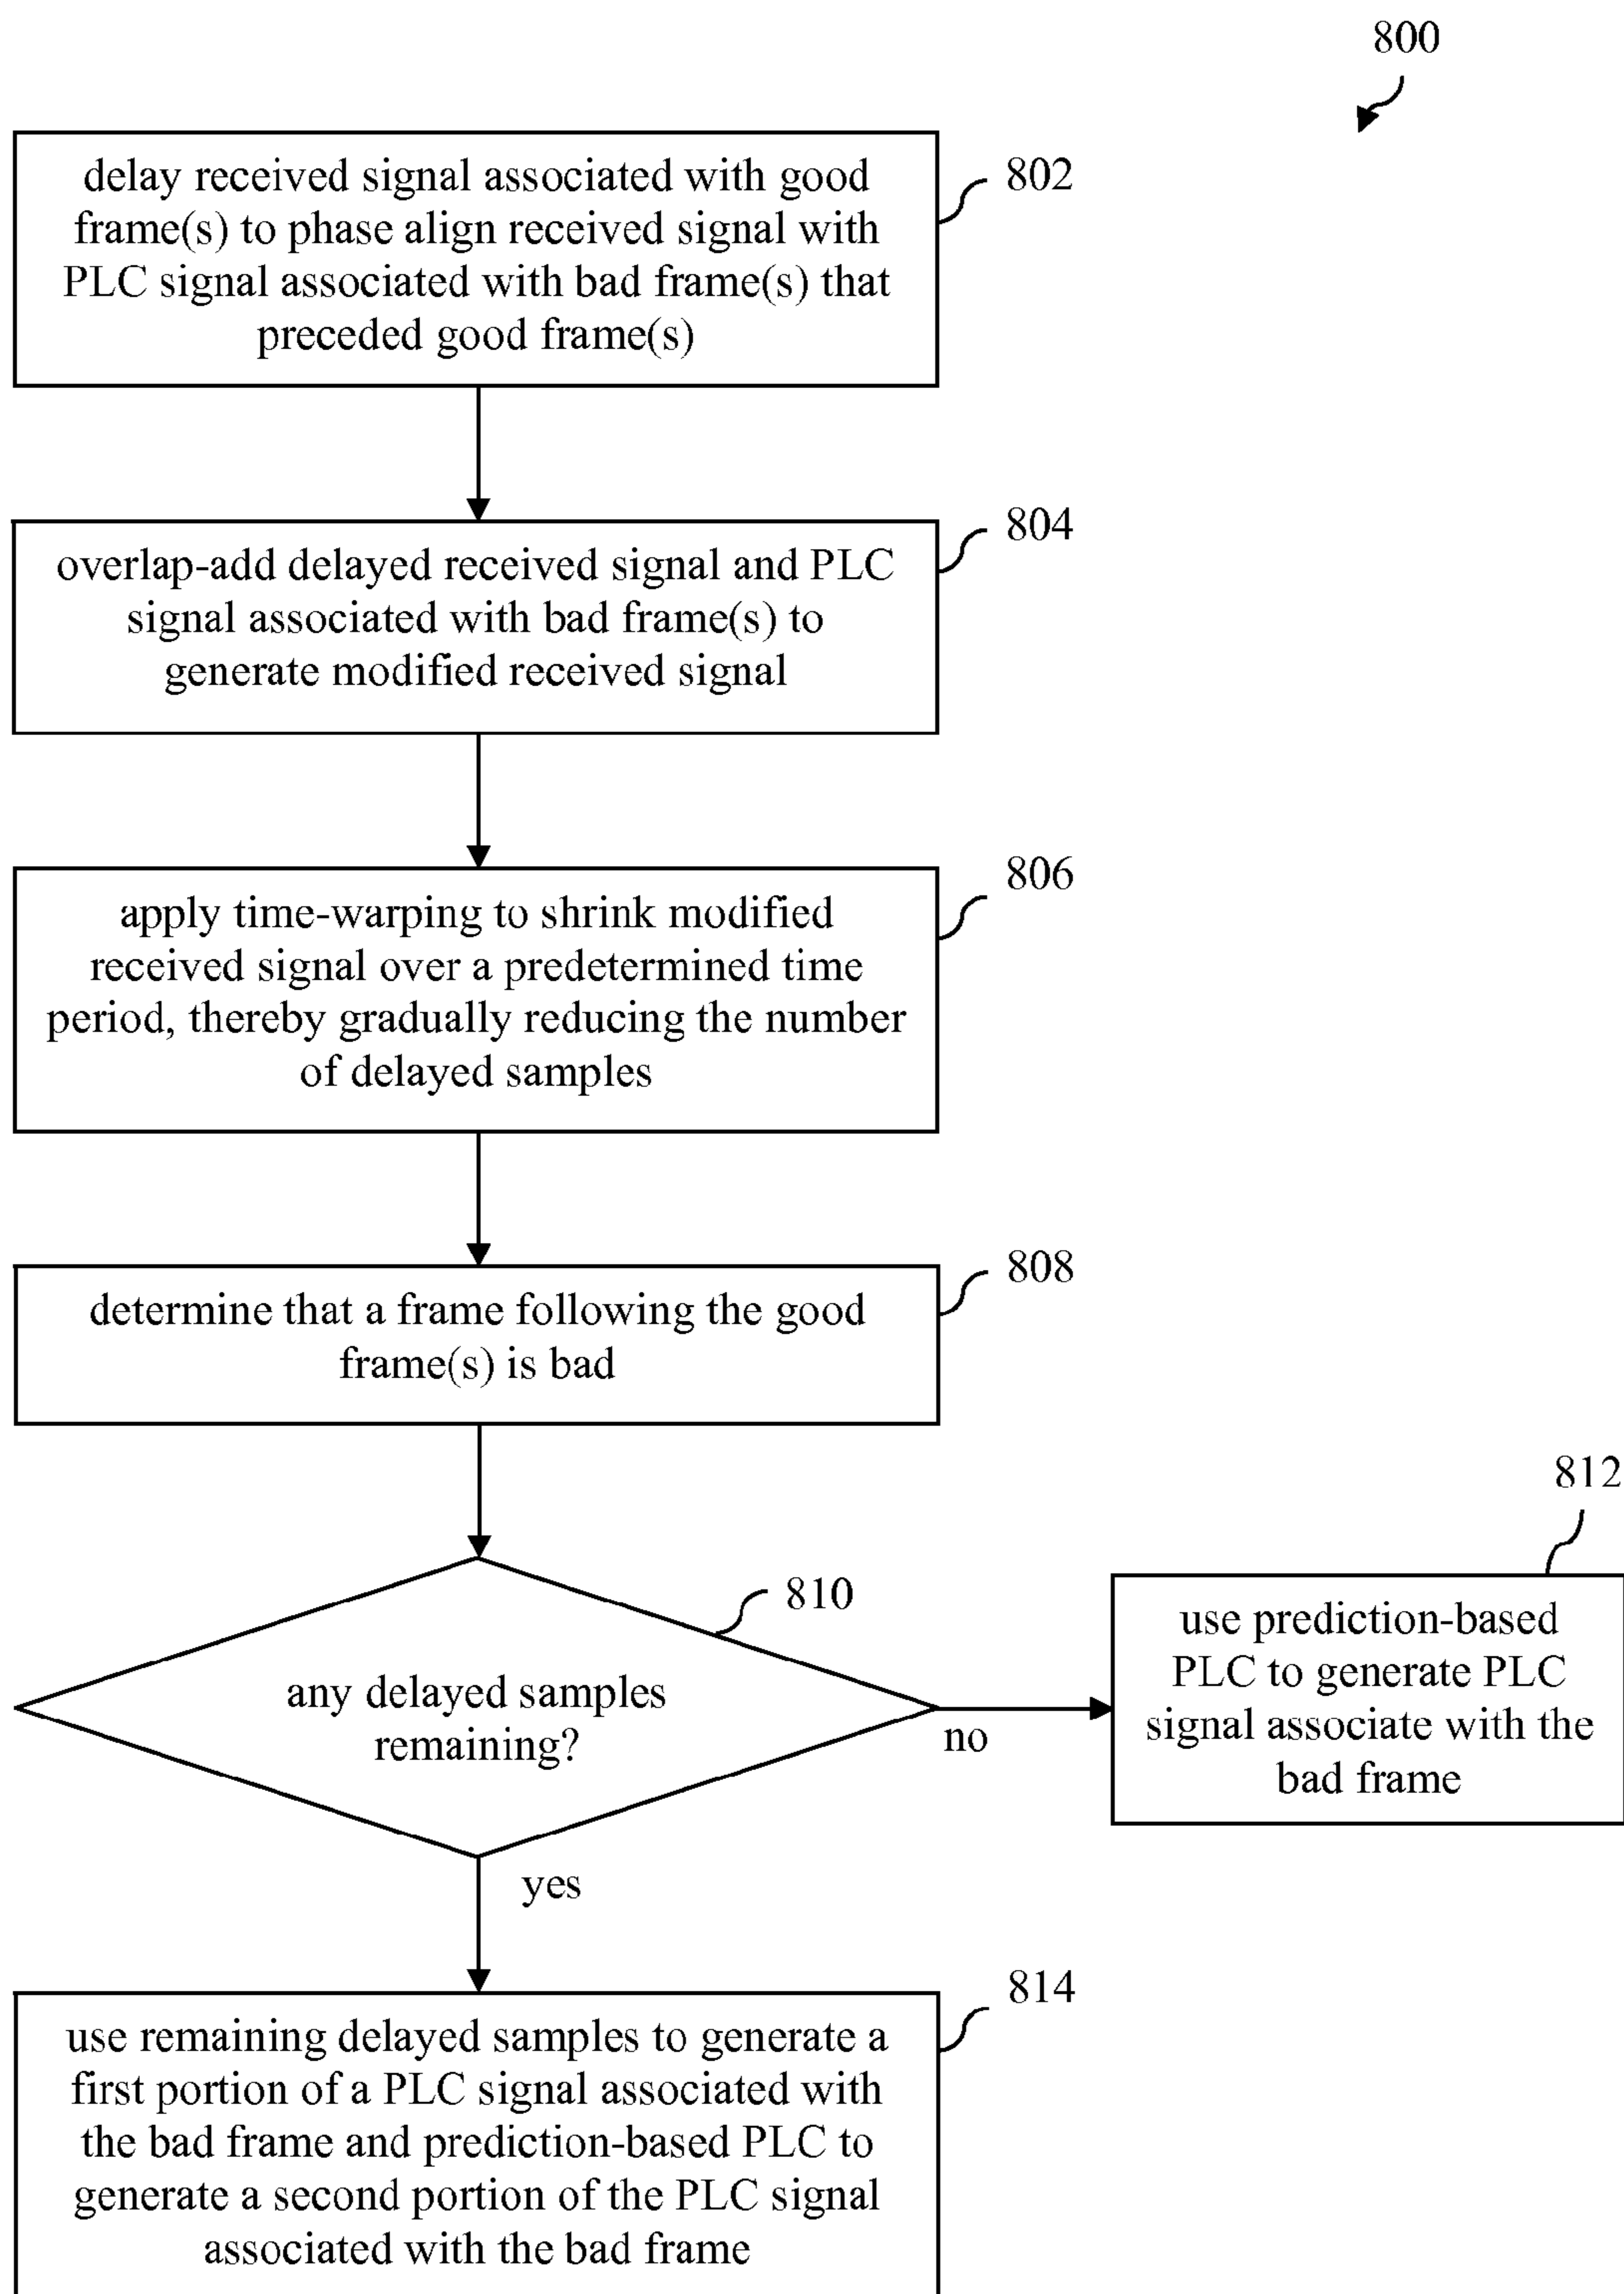 800
delay received signal associated with good
frame(s) to phase align received signal with
PLC signal associated with bad frame(s) that
preceded good frame(s)
802
overlap-add delayed received signal and PLC
signal associated with bad frame(s) to
generate modified received signal
804
apply time-warping to shrink modified
received signal over a predetermined time
period, thereby gradually reducing the number
of delayed samples
806
determine that a frame following the good
frame(s) is bad
808
any delayed samples
remaining?
810
no
812
use prediction-based
PLC to generate PLC
signal associate with the
bad frame
yes
use remaining delayed samples to generate a
first portion of a PLC signal associated with
the bad frame and prediction-based PLC to
generate a second portion of the PLC signal
associated with the bad frame
814